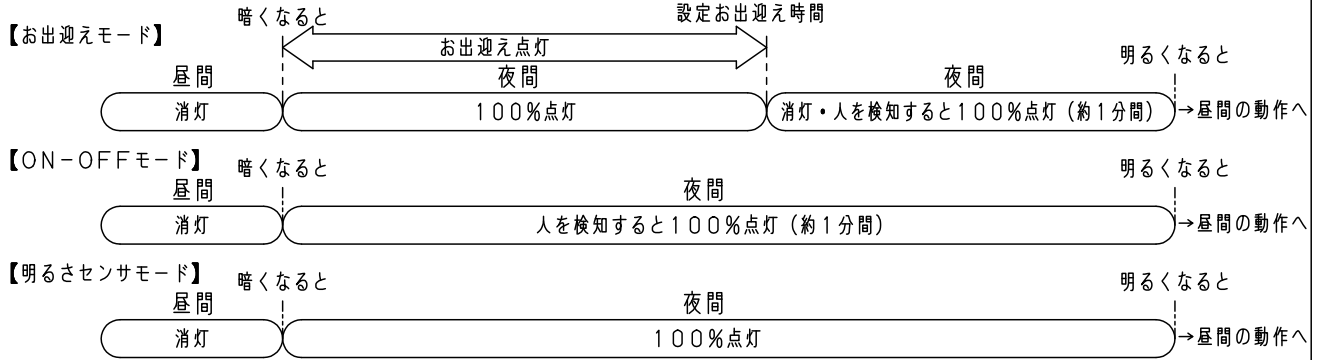 【お出迎えモード】
暗くなると
設定お出迎え時間
お出迎え点灯
明るくなると
昼間
夜間
夜間
消灯
100%点灯
消灯・人を検知すると100%点灯（約1分間）
→昼間の動作へ
【ON-OFFモード】
暗くなると
明るくなると
昼間
夜間
消灯
人を検知すると100%点灯（約1分間）
→昼間の動作へ
【明るさセンサモード】
暗くなると
明るくなると
昼間
夜間
消灯
100%点灯
→昼間の動作へ